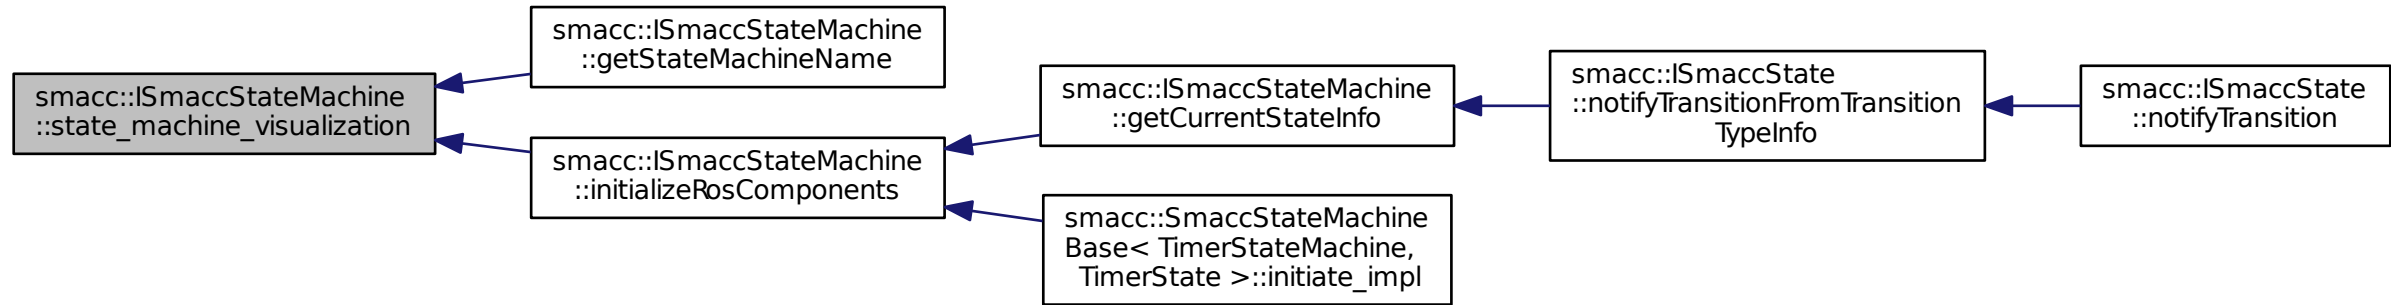 smacc::ISmaccStateMachine
::state_machine_visualization
smacc::ISmaccStateMachine
::getStateMachineName
smacc::ISmaccStateMachine
::initializeRosComponents
smacc::ISmaccStateMachine
::getCurrentStateInfo
smacc::SmaccStateMachine
Base< TimerStateMachine,
TimerState >::initiate_impl
smacc::ISmaccState
::notifyTransitionFromTransition
TypeInfo
smacc::ISmaccState
::notifyTransition